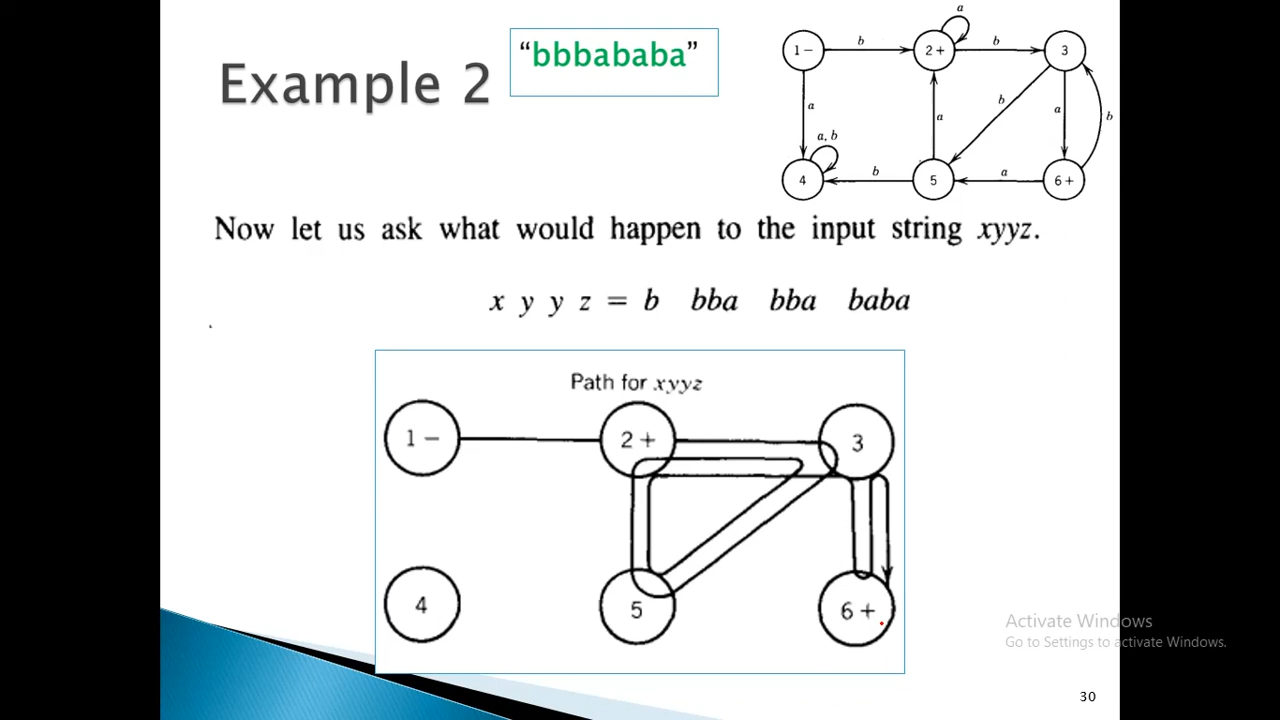 Example 2
“bbbababa”
a
1 −
b
2 +
b
3
a
a
b
a
b
a, b
4
b
5
a
6 +
Now let us ask what would happen to the input string xyyz.
x y y z = b bba bba baba
Path for xyyz
1 −
2 +
3
4
5
6 +
Activate Windows
Go to Settings to activate Windows.
30